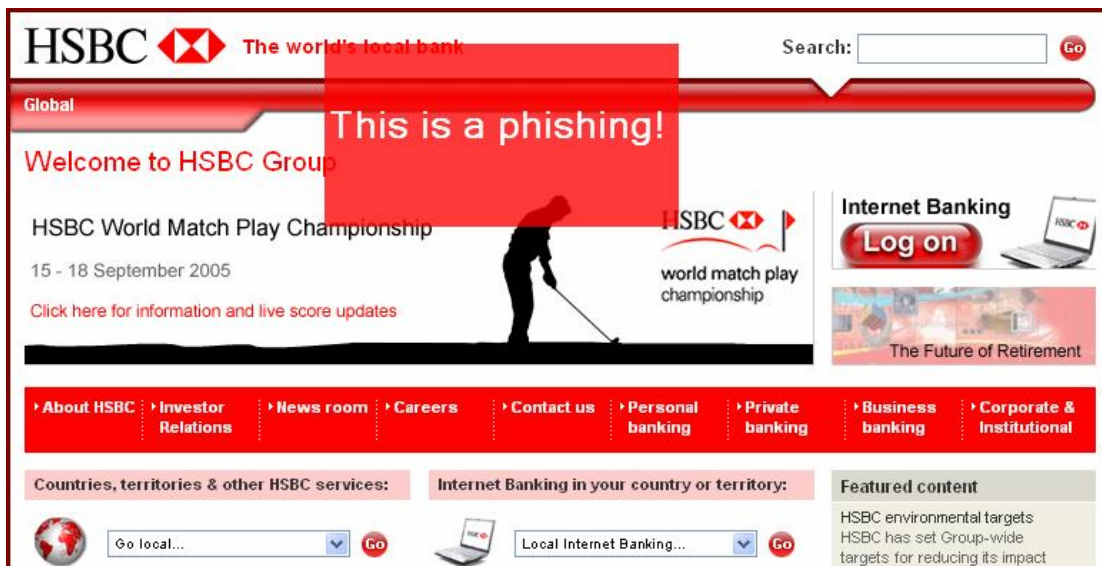 HSBC The world's local bank Search: Go
Global
This is a phishing!
Welcome to HSBC Group
HSBC World Match Play Championship
15 - 18 September 2005
Click here for information and live score updates
HSBC
world match play
championship
Internet Banking
Log on
HSBC
The Future of Retirement
About HSBC
Investor
Relations
News room
Careers
Contact us
Personal
banking
Private
banking
Business
banking
Corporate &
Institutional
Countries, territories & other HSBC services:
Go local... Go
Internet Banking in your country or territory:
HSBC
Local Internet Banking... Go
Featured content
HSBC environmental targets
HSBC has set Group-wide
targets for reducing its impact